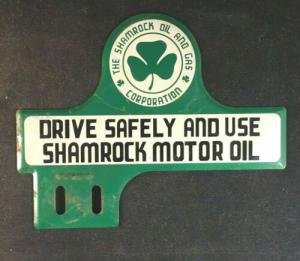 THE SHAMROCK OIL AND GAS
CORPORATION
DRIVE SAFELY AND USE
SHAMROCK MOTOR OIL